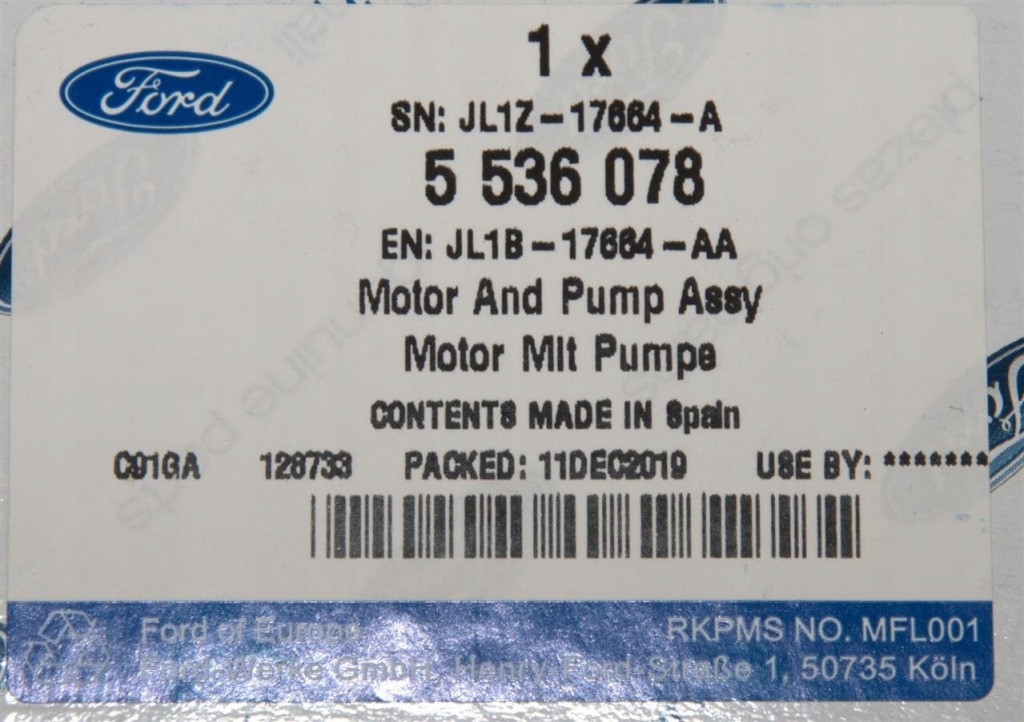 1 x
Ford
SN: JL1Z-17664-A
5 536 078
EN: JL1B-17664-AA
Motor And Pump Assy
Motor Mit Pumpe
CONTENTS MADE IN Spain
C91GA 128733 PACKED: 11DEC2019 USE BY: *******
Ford of Europe RKPMS NO. MFL001
Ford-Werke GmbH, Henry-Ford-Straße 1, 50735 Köln